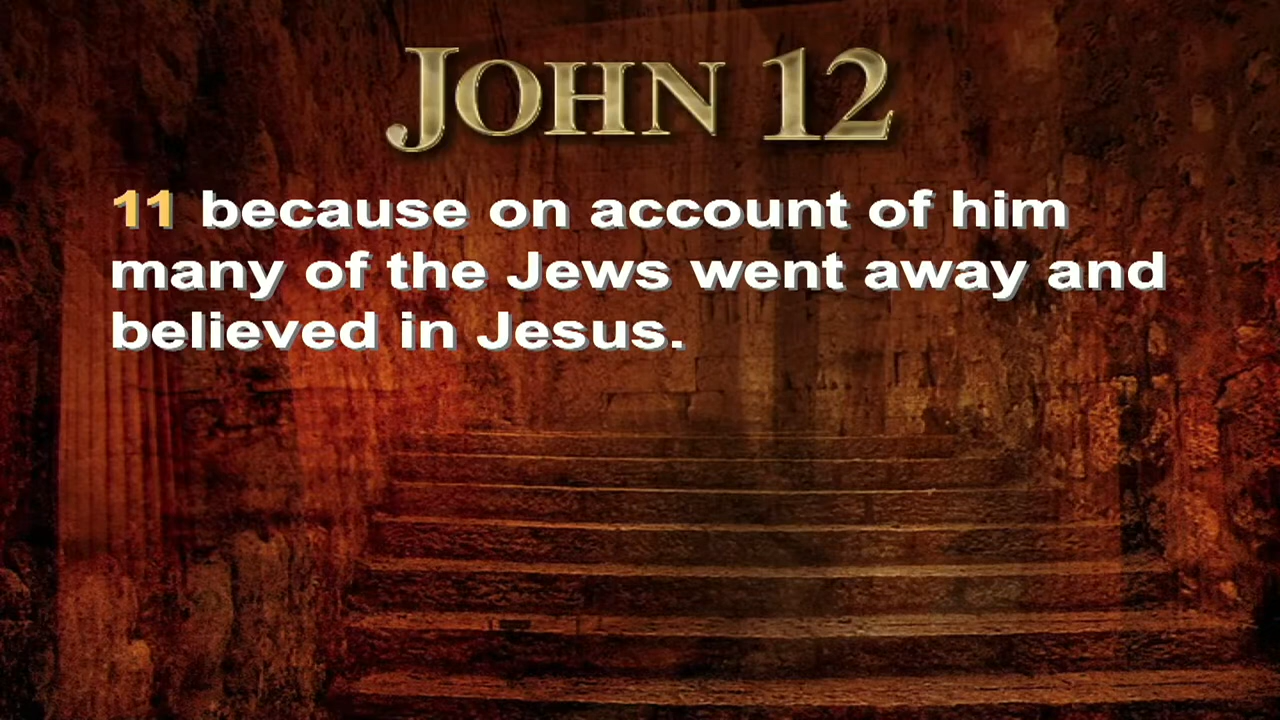 JOHN 12
11 because on account of him
many of the Jews went away and
believed in Jesus.